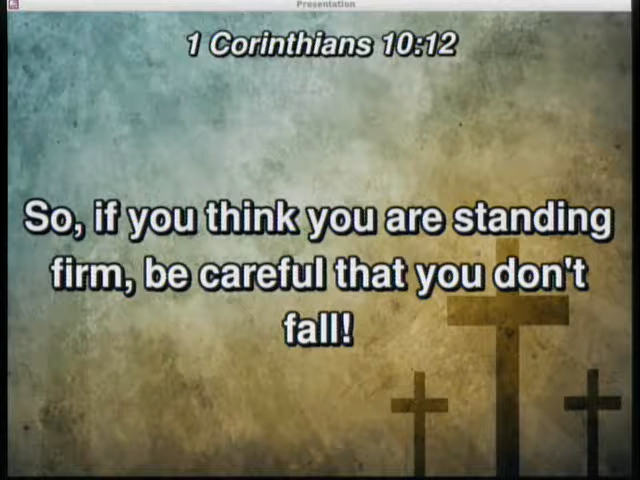 Presentation
1 Corinthians 10:12
So, if you think you are standing
firm, be careful that you don't
fall!